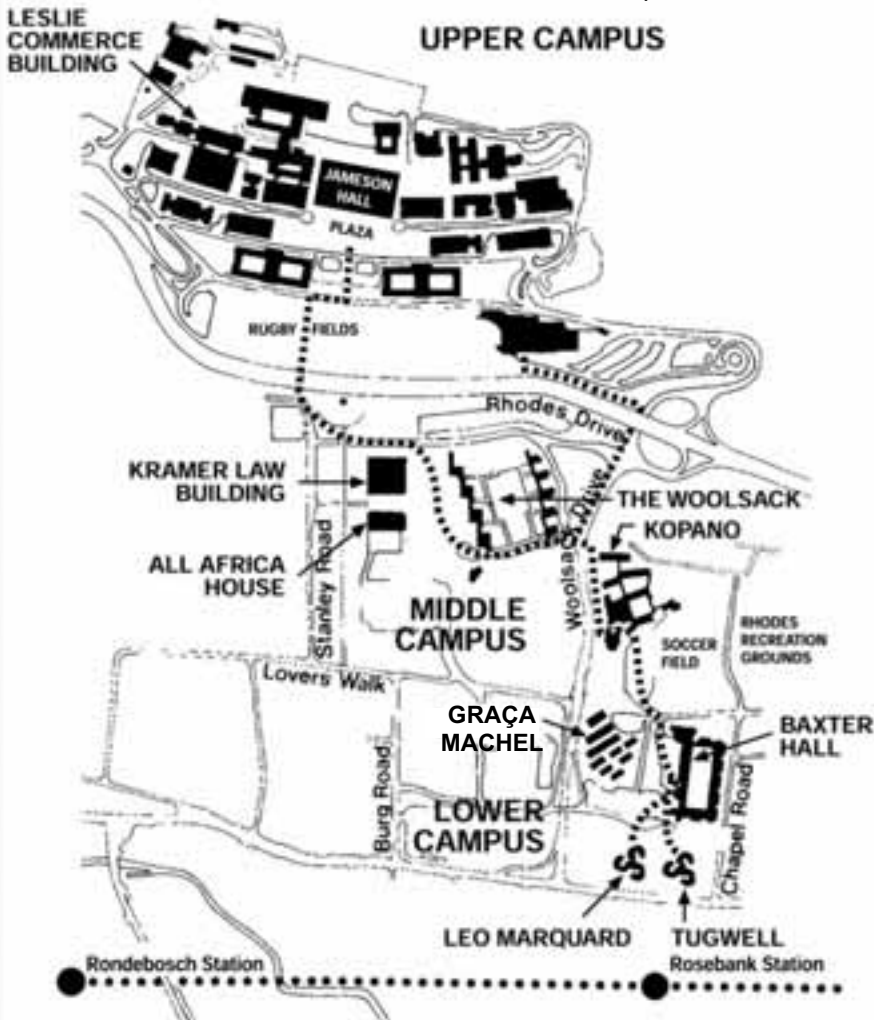 LESLIE
COMMERCE
BUILDING
UPPER CAMPUS
JAMESON
HALL
PLAZA
RUGBY FIELDS
Rhodes Drive
KRAMER LAW
BUILDING
THE WOOLSACK
KOPANO
Woolsack Drive
ALL AFRICA
HOUSE
Stanley Road
MIDDLE
CAMPUS
SOCCER
FIELD
RHODES
RECREATION
GROUNDS
Lovers Walk
GRAÇA
MACHEL
BAXTER
HALL
Burg Road
LOWER
CAMPUS
Chapel Road
LEO MARQUARD
TUGWELL
Rondebosch Station
Rosebank Station